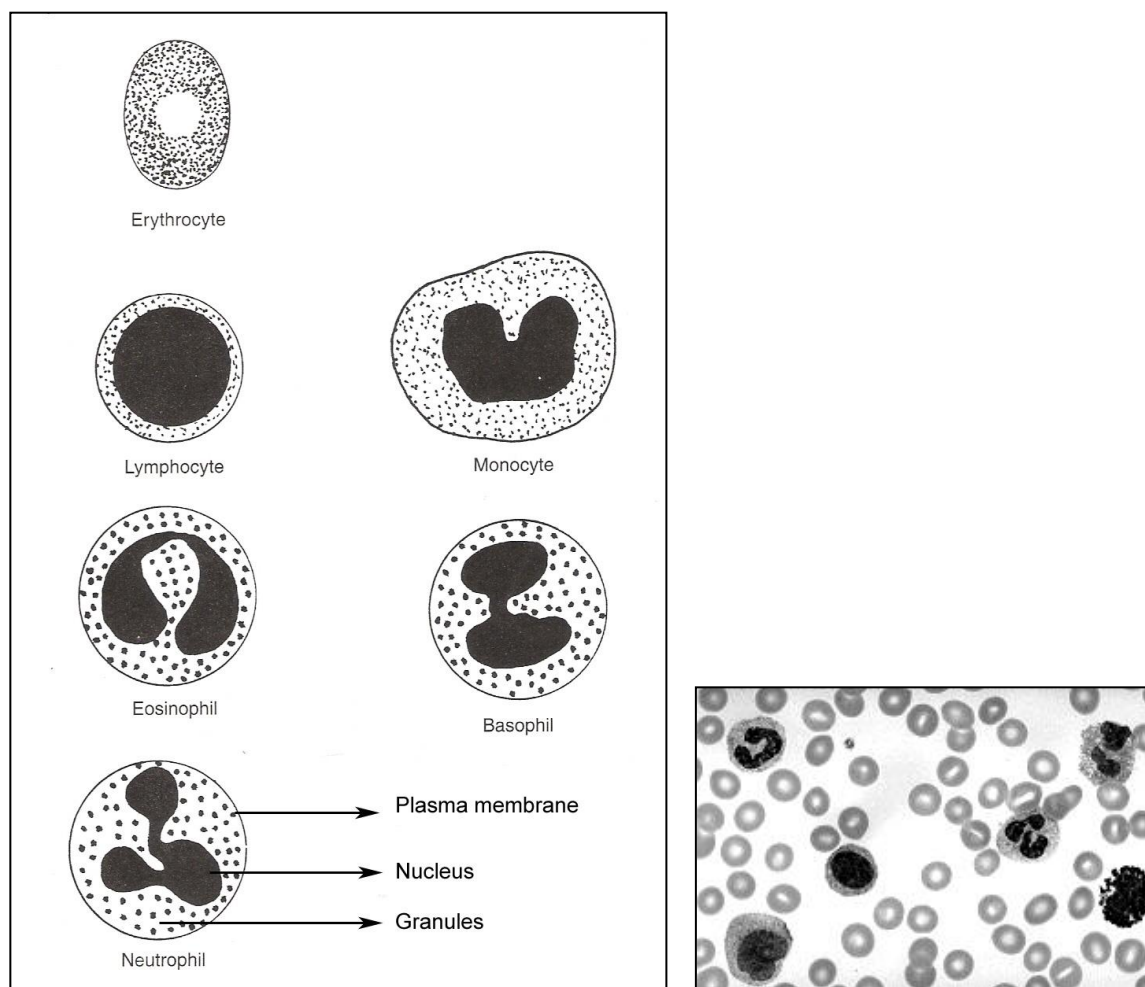 Erythrocyte
Lymphocyte
Monocyte
Eosinophil
Basophil
Plasma membrane
Nucleus
Granules
Neutrophil